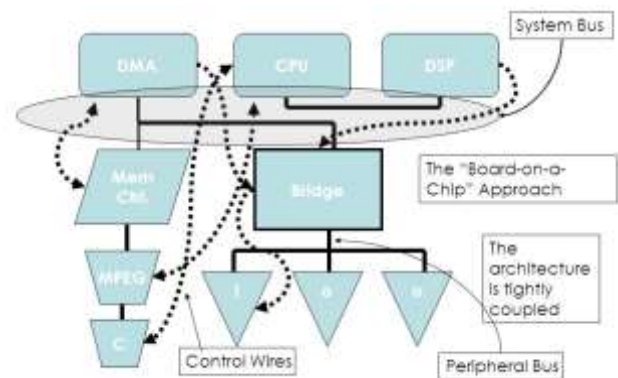 System Bus
DMA
CPU
DSP
Mem
Ctrl.
Bridge
The "Board-on-a-
Chip" Approach
MPEG
I
o
o
The
architecture
is tightly
coupled
C
Control Wires
Peripheral Bus